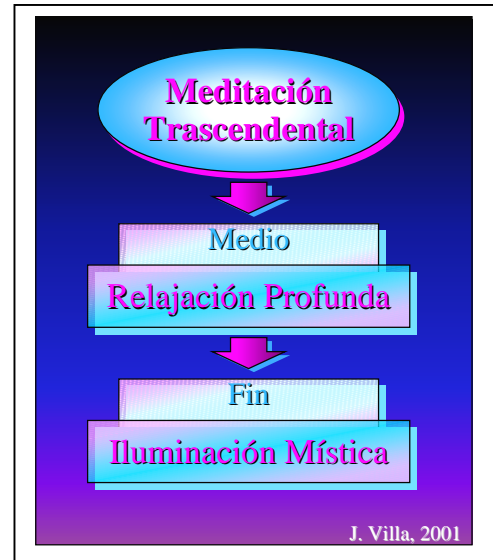 Meditación
Trascendental
Medio
Relajación Profunda
Fin
Iluminación Mística
J. Villa, 2001